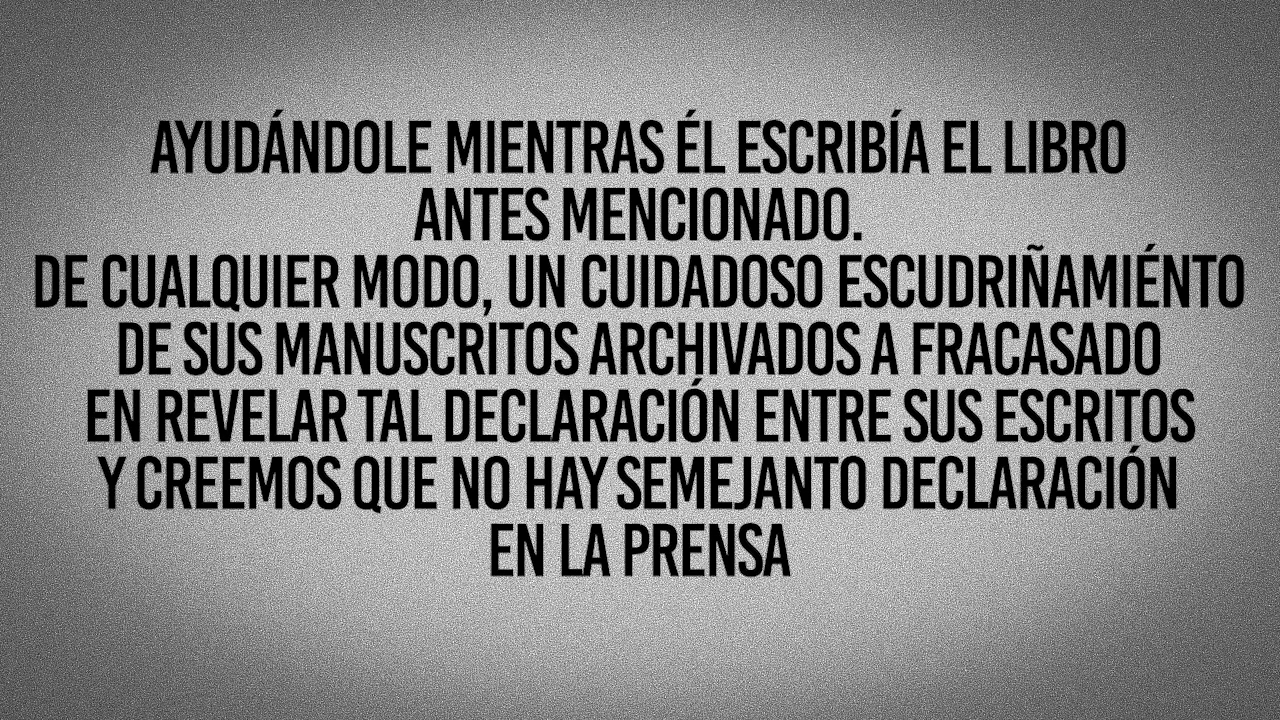 AYUDÁNDOLE MIENTRAS ÉL ESCRIBÍA EL LIBRO
ANTES MENCIONADO.
DE CUALQUIER MODO, UN CUIDADOSO ESCUDRIÑAMIÉNTO
DE SUS MANUSCRITOS ARCHIVADOS A FRACASADO
EN REVELAR TAL DECLARACIÓN ENTRE SUS ESCRITOS
Y CREEMOS QUE NO HAY SEMEJANTO DECLARACIÓN
EN LA PRENSA